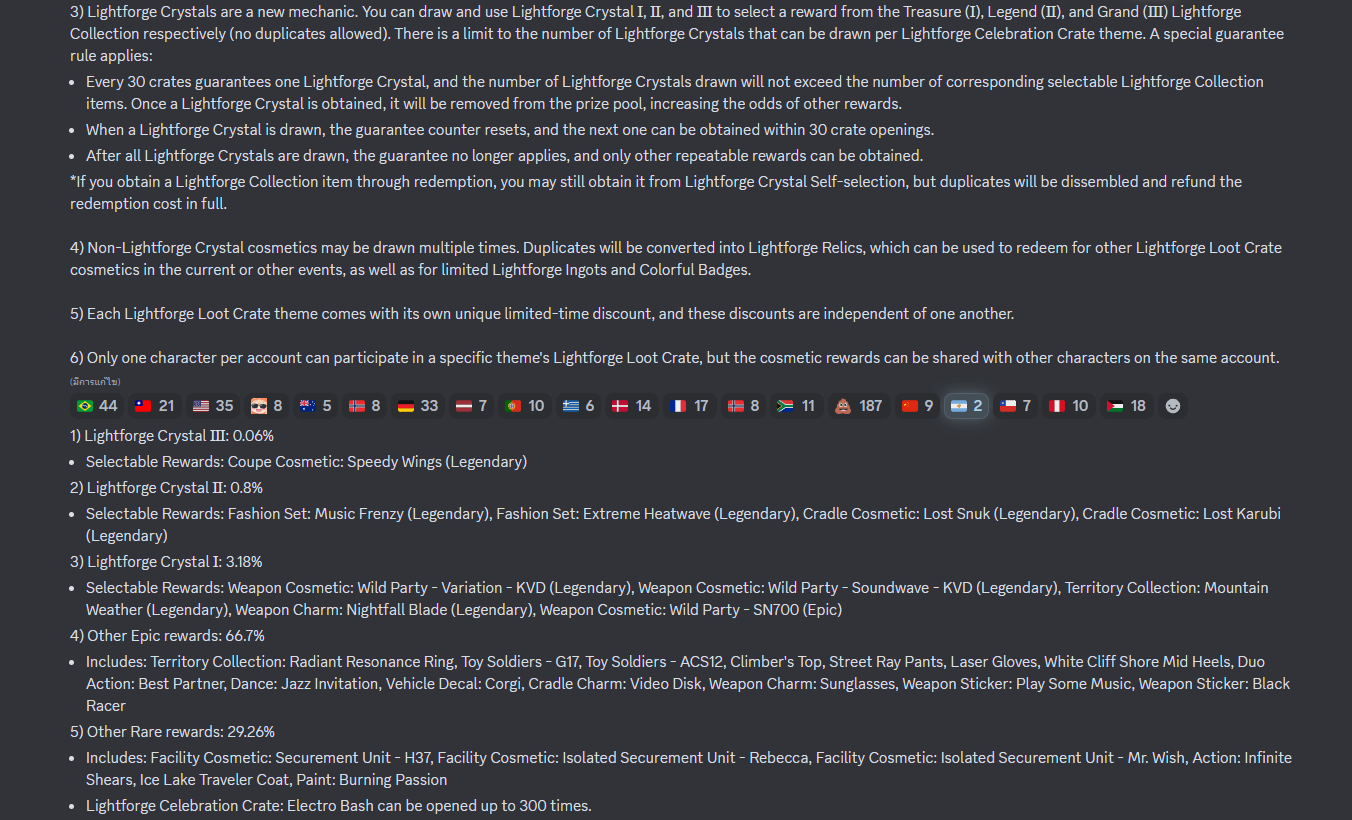 3) Lightforge Crystals are a new mechanic. You can draw and use Lightforge Crystal Ⅰ, Ⅱ, and Ⅲ to select a reward from the Treasure (Ⅰ), Legend (Ⅱ), and Grand (Ⅲ) Lightforge
Collection respectively (no duplicates allowed). There is a limit to the number of Lightforge Crystals that can be drawn per Lightforge Celebration Crate theme. A special guarantee
rule applies:
• Every 30 crates guarantees one Lightforge Crystal, and the number of Lightforge Crystals drawn will not exceed the number of corresponding selectable Lightforge Collection
items. Once a Lightforge Crystal is obtained, it will be removed from the prize pool, increasing the odds of other rewards.
• When a Lightforge Crystal is drawn, the guarantee counter resets, and the next one can be obtained within 30 crate openings.
• After all Lightforge Crystals are drawn, the guarantee no longer applies, and only other repeatable rewards can be obtained.
*If you obtain a Lightforge Collection item through redemption, you may still obtain it from Lightforge Crystal Self-selection, but duplicates will be dissembled and refund the
redemption cost in full.
4) Non-Lightforge Crystal cosmetics may be drawn multiple times. Duplicates will be converted into Lightforge Relics, which can be used to redeem for other Lightforge Loot Crate
cosmetics in the current or other events, as well as for limited Lightforge Ingots and Colorful Badges.
5) Each Lightforge Loot Crate theme comes with its own unique limited-time discount, and these discounts are independent of one another.
6) Only one character per account can participate in a specific theme's Lightforge Loot Crate, but the cosmetic rewards can be shared with other characters on the same account.
(มีการแก้ไข)
44 21 35 8 5 8 33 7 10 6 14 17 8 11 187 9 2 7 10 18
1) Lightforge Crystal Ⅲ: 0.06%
• Selectable Rewards: Coupe Cosmetic: Speedy Wings (Legendary)
2) Lightforge Crystal Ⅱ: 0.8%
• Selectable Rewards: Fashion Set: Music Frenzy (Legendary), Fashion Set: Extreme Heatwave (Legendary), Cradle Cosmetic: Lost Snuk (Legendary), Cradle Cosmetic: Lost Karubi
(Legendary)
3) Lightforge Crystal Ⅰ: 3.18%
• Selectable Rewards: Weapon Cosmetic: Wild Party - Variation - KVD (Legendary), Weapon Cosmetic: Wild Party - Soundwave - KVD (Legendary), Territory Collection: Mountain
Weather (Legendary), Weapon Charm: Nightfall Blade (Legendary), Weapon Cosmetic: Wild Party - SN700 (Epic)
4) Other Epic rewards: 66.7%
• Includes: Territory Collection: Radiant Resonance Ring, Toy Soldiers - G17, Toy Soldiers - ACS12, Climber's Top, Street Ray Pants, Laser Gloves, White Cliff Shore Mid Heels, Duo
Action: Best Partner, Dance: Jazz Invitation, Vehicle Decal: Corgi, Cradle Charm: Video Disk, Weapon Charm: Sunglasses, Weapon Sticker: Play Some Music, Weapon Sticker: Black
Racer
5) Other Rare rewards: 29.26%
• Includes: Facility Cosmetic: Securement Unit - H37, Facility Cosmetic: Isolated Securement Unit - Rebecca, Facility Cosmetic: Isolated Securement Unit - Mr. Wish, Action: Infinite
Shears, Ice Lake Traveler Coat, Paint: Burning Passion
• Lightforge Celebration Crate: Electro Bash can be opened up to 300 times.